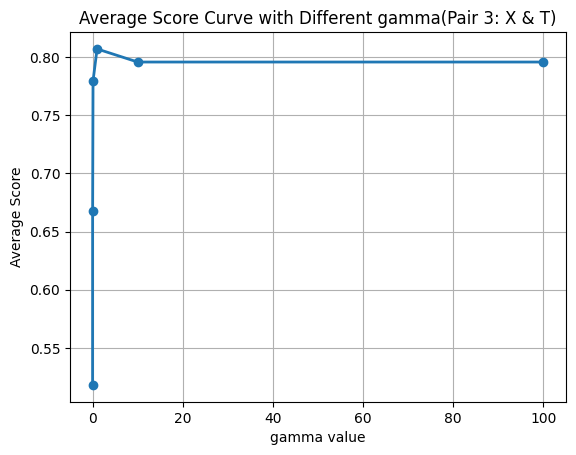 Average Score Curve with Different gamma(Pair 3: X & T)
0.80
0.75
0.70
0.65
0.60
0.55
Average Score
0 20 40 60 80 100
gamma value